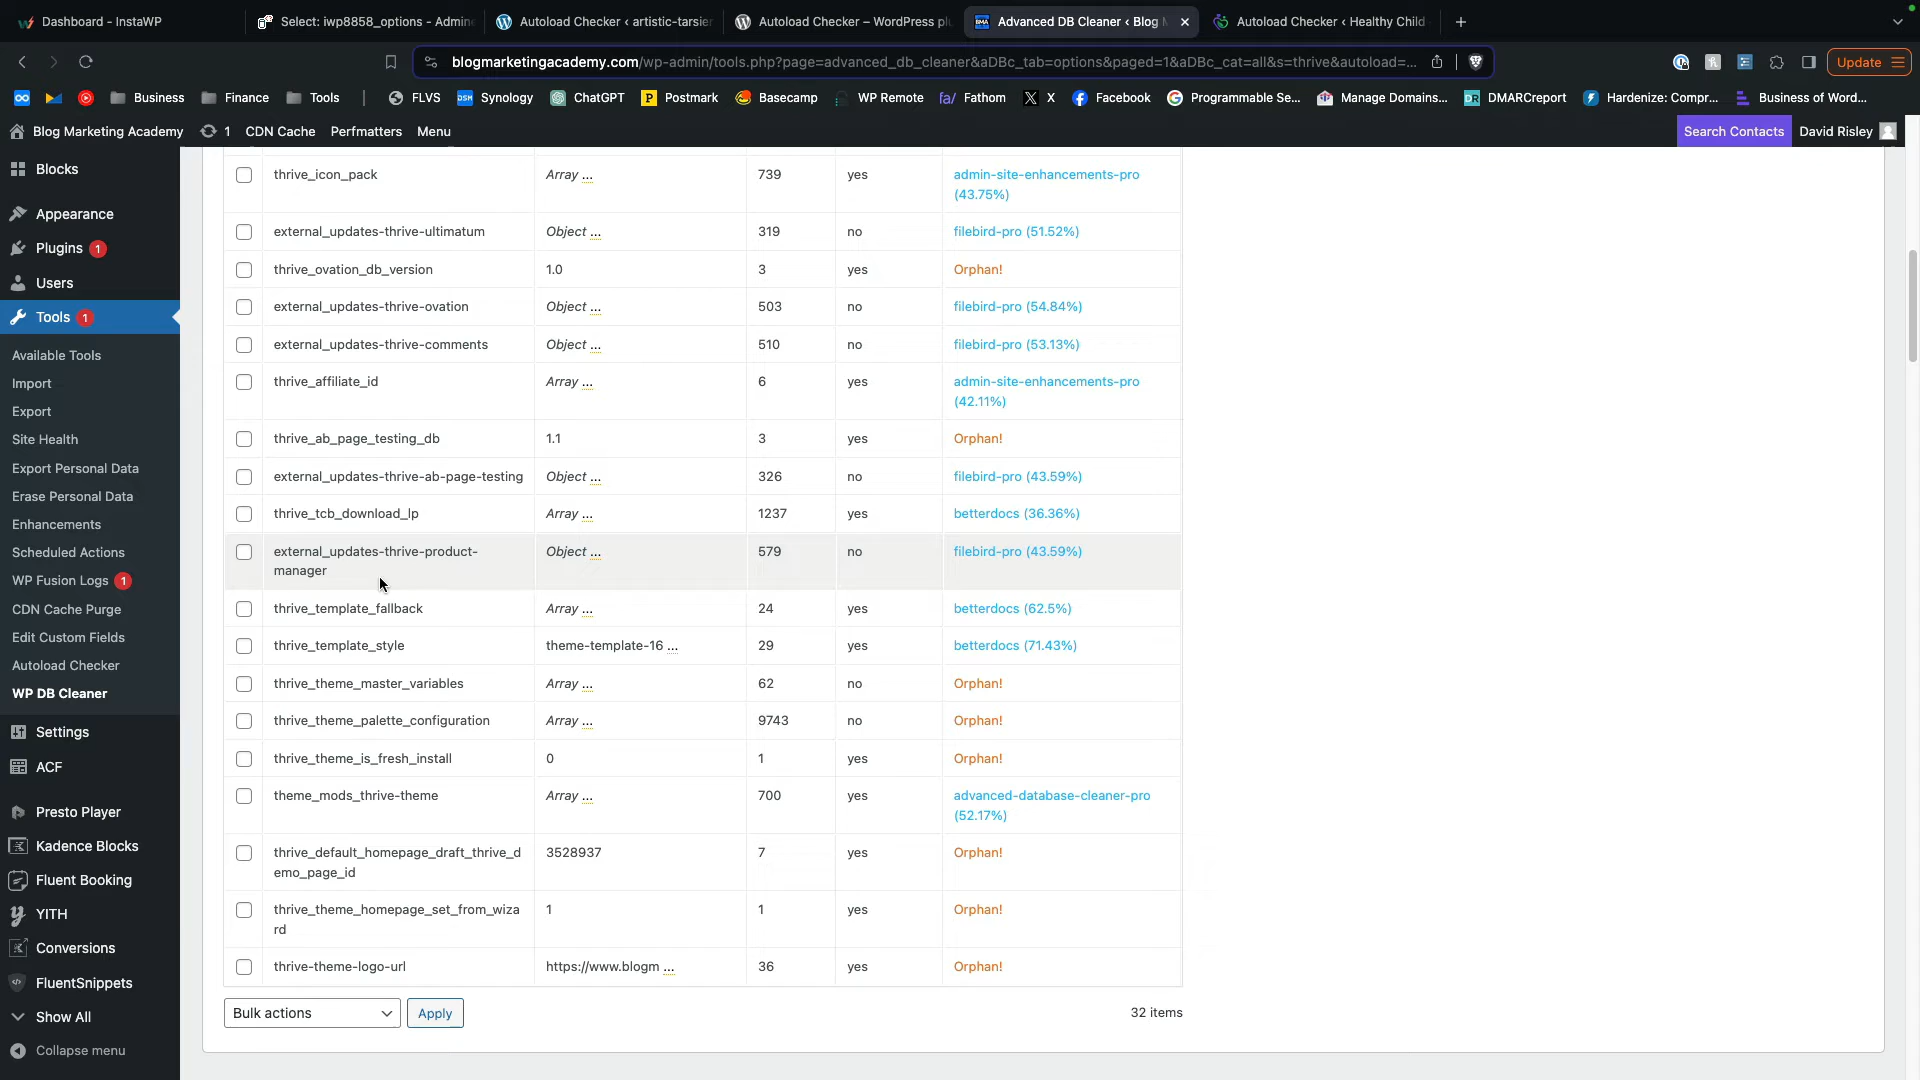 Dashboard - InstaWP
Select: iwp8858_options - Admine
Autoload Checker ‹ artistic-tarsier
Autoload Checker – WordPress plu
Advanced DB Cleaner ‹ Blog M
Autoload Checker ‹ Healthy Child
blogmarketingacademy.com/wp-admin/tools.php?page=advanced_db_cleaner&aDBc_tab=options&paged=1&aDBc_cat=all&s=thrive&autoload=...
Update
Business
Finance
Tools
FLVS
Synology
ChatGPT
Postmark
Basecamp
WP Remote
Fathom
X
Facebook
Programmable Se...
Manage Domains...
DMARCreport
Hardenize: Compr...
Business of Word...
Blog Marketing Academy
1
CDN Cache
Perfmatters
Menu
Search Contacts
David Risley
Blocks
Appearance
Plugins 1
Users
Tools 1
Available Tools
Import
Export
Site Health
Export Personal Data
Erase Personal Data
Enhancements
Scheduled Actions
WP Fusion Logs 1
CDN Cache Purge
Edit Custom Fields
Autoload Checker
WP DB Cleaner
Settings
ACF
Presto Player
Kadence Blocks
Fluent Booking
YITH
Conversions
FluentSnippets
Show All
Collapse menu
thrive_icon_pack Array ... 739 yes admin-site-enhancements-pro
(43.75%)
external_updates-thrive-ultimatum Object ... 319 no filebird-pro (51.52%)
thrive_ovation_db_version 1.0 3 yes Orphan!
external_updates-thrive-ovation Object ... 503 no filebird-pro (54.84%)
external_updates-thrive-comments Object ... 510 no filebird-pro (53.13%)
thrive_affiliate_id Array ... 6 yes admin-site-enhancements-pro
(42.11%)
thrive_ab_page_testing_db 1.1 3 yes Orphan!
external_updates-thrive-ab-page-testing Object ... 326 no filebird-pro (43.59%)
thrive_tcb_download_lp Array ... 1237 yes betterdocs (36.36%)
external_updates-thrive-product- Object ... 579 no filebird-pro (43.59%)
manager
thrive_template_fallback Array ... 24 yes betterdocs (62.5%)
thrive_template_style theme-template-16 ... 29 yes betterdocs (71.43%)
thrive_theme_master_variables Array ... 62 no Orphan!
thrive_theme_palette_configuration Array ... 9743 no Orphan!
thrive_theme_is_fresh_install 0 1 yes Orphan!
theme_mods_thrive-theme Array ... 700 yes advanced-database-cleaner-pro
(52.17%)
thrive_default_homepage_draft_thrive_d 3528937 7 yes Orphan!
emo_page_id
thrive_theme_homepage_set_from_wiza 1 1 yes Orphan!
rd
thrive-theme-logo-url https://www.blogm ... 36 yes Orphan!
Bulk actions
Apply
32 items